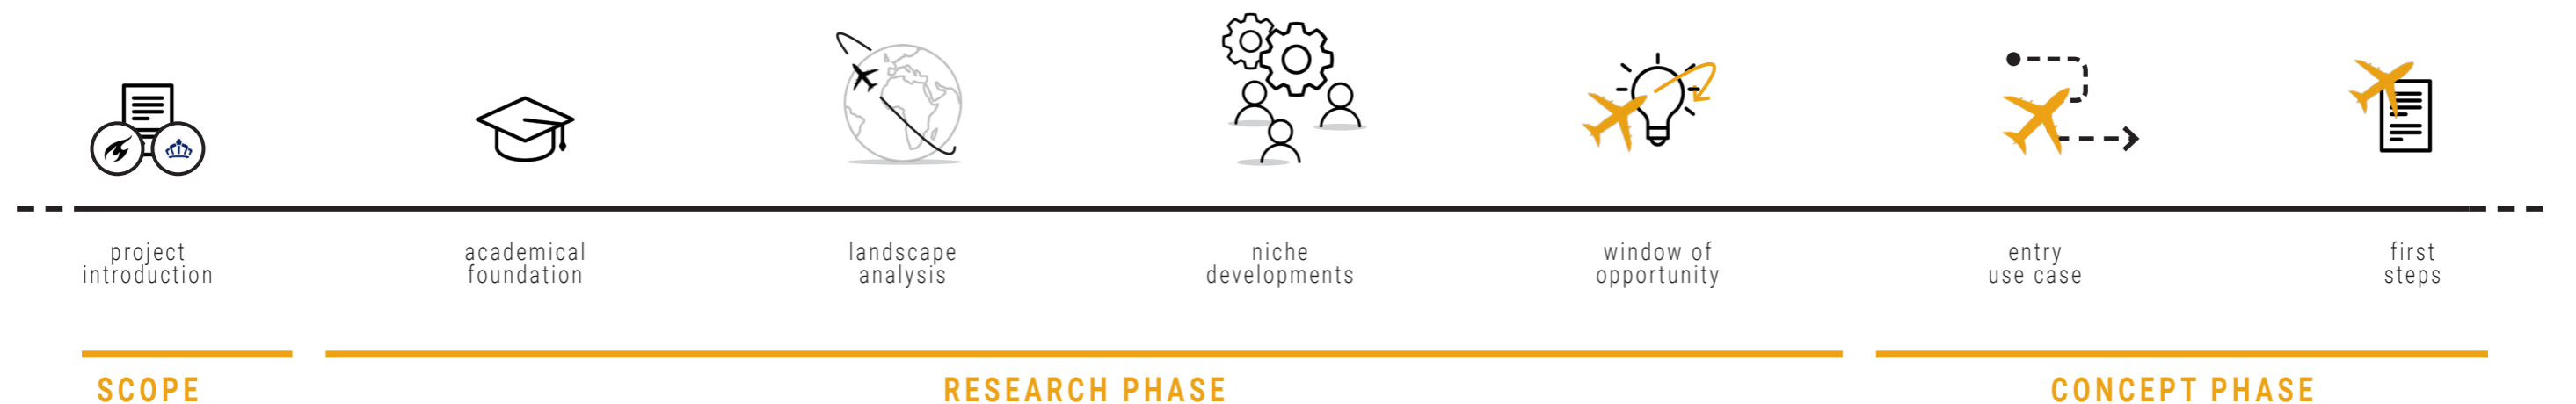 project
introduction
academical
foundation
landscape
analysis
niche
developments
window of
opportunity
entry
use case
first
steps
SCOPE
RESEARCH PHASE
CONCEPT PHASE